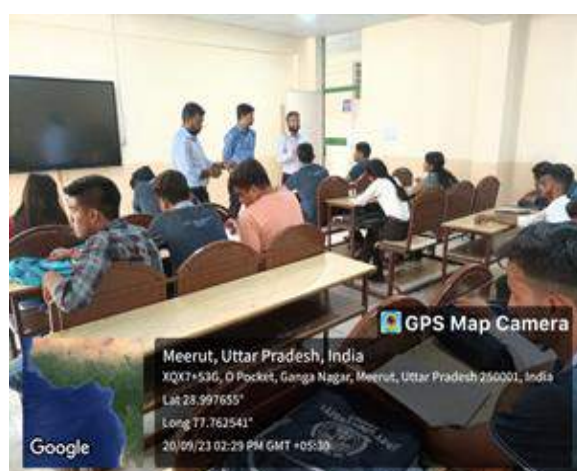 GPS Map Camera
Meerut, Uttar Pradesh, India
XQX7+53G, O Pocket, Ganga Nagar, Meerut, Uttar Pradesh 250001, India
Lat 28.997655°
Long 77.762541°
20/09/23 02:29 PM GMT +05:30
Google